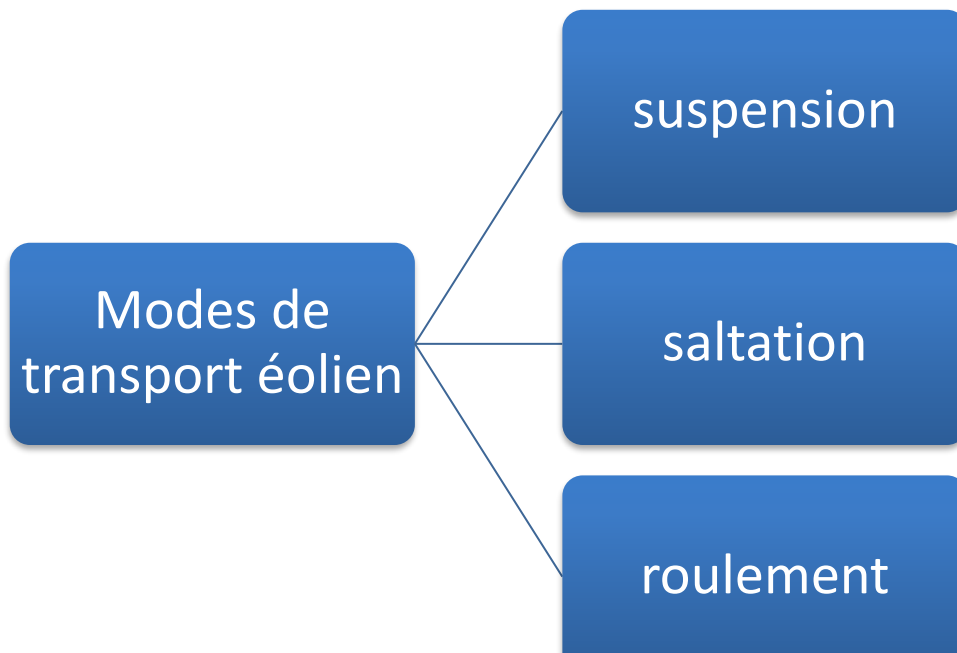 Modes de
transport éolien
suspension
saltation
roulement